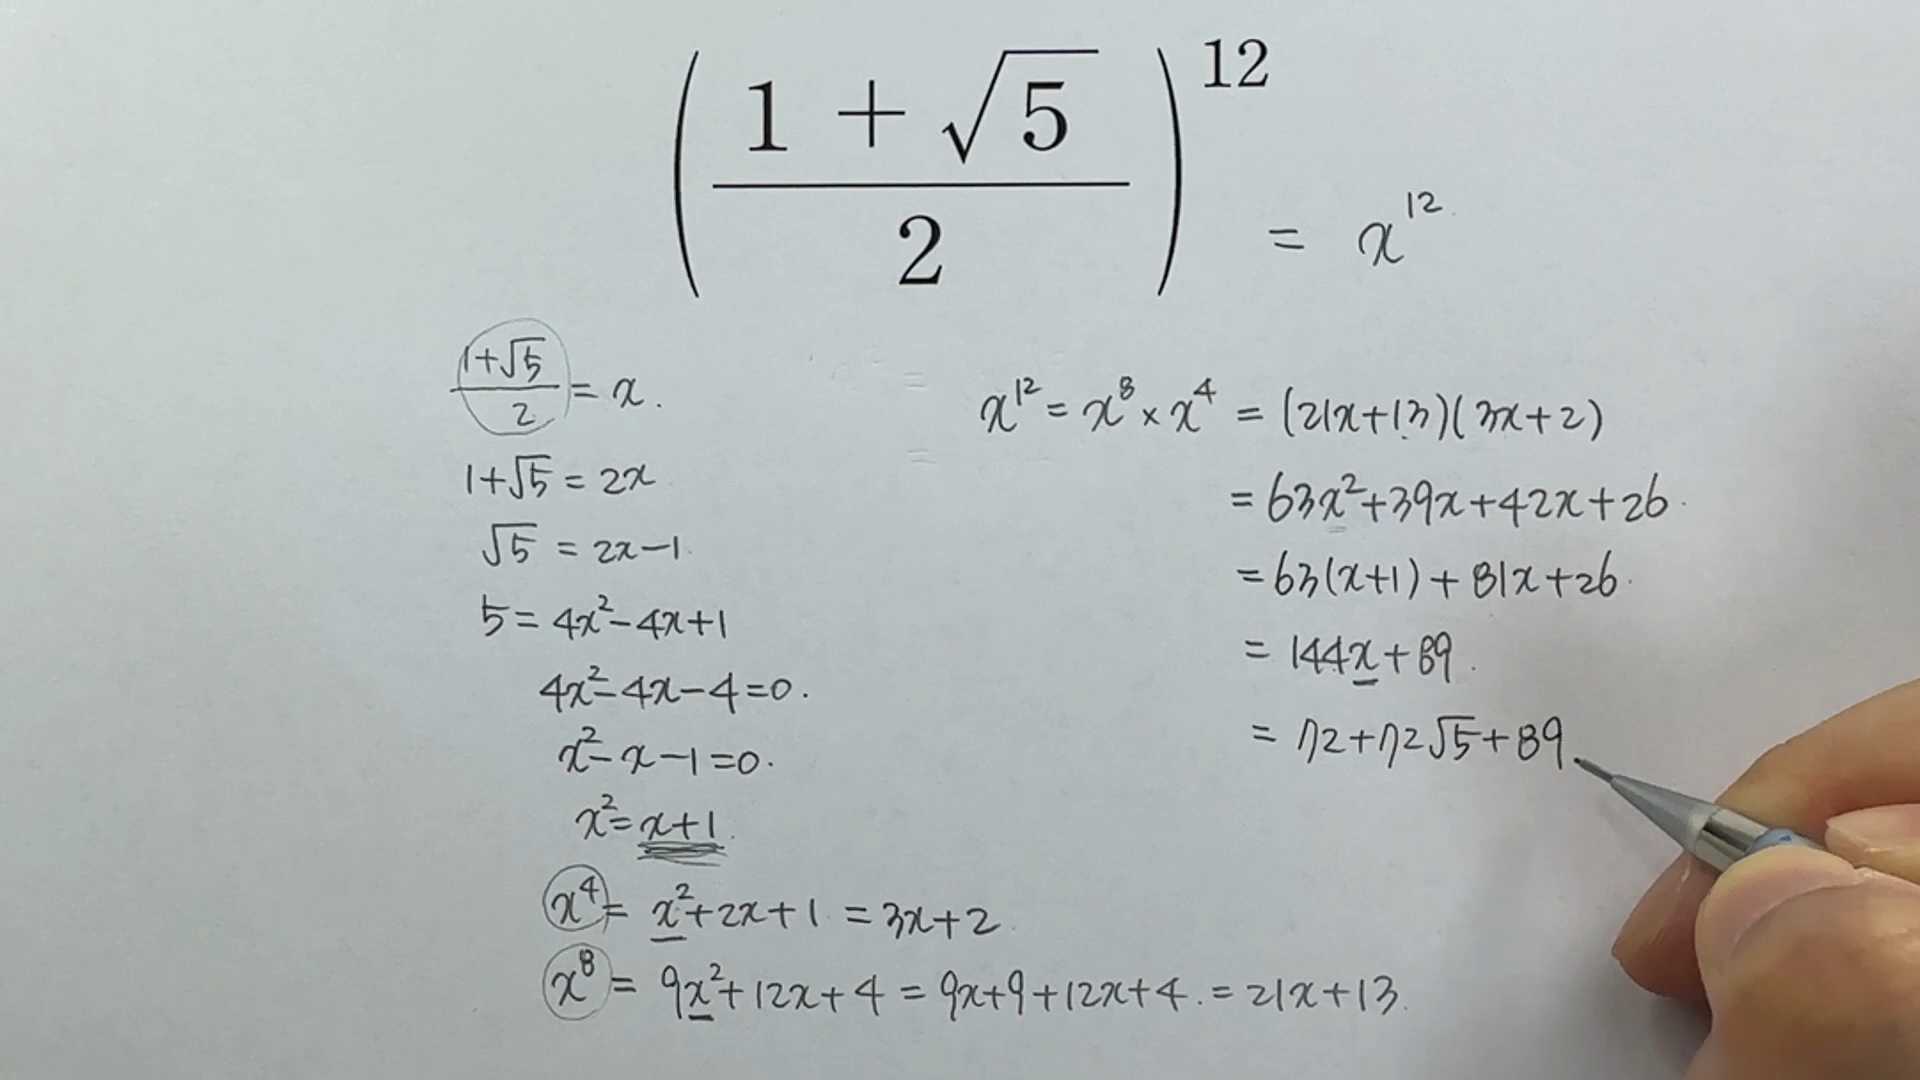 (1 + √5 / 2)^12 = x^12
(1+√5)/2 = x.
1+√5 = 2x
√5 = 2x-1.
5 = 4x²-4x+1
4x²-4x-4=0.
x²-x-1=0.
x²=x+1.
x⁴= x²+2x+1 = 3x+2
x⁸ = 9x²+12x+4 = 9x+9+12x+4. = 21x+13.
x¹² = x⁸ × x⁴ = (21x+13)(3x+2)
= 63x²+39x+42x+26.
= 63(x+1) + 81x+26.
= 144x+89.
= 72+72√5+89.